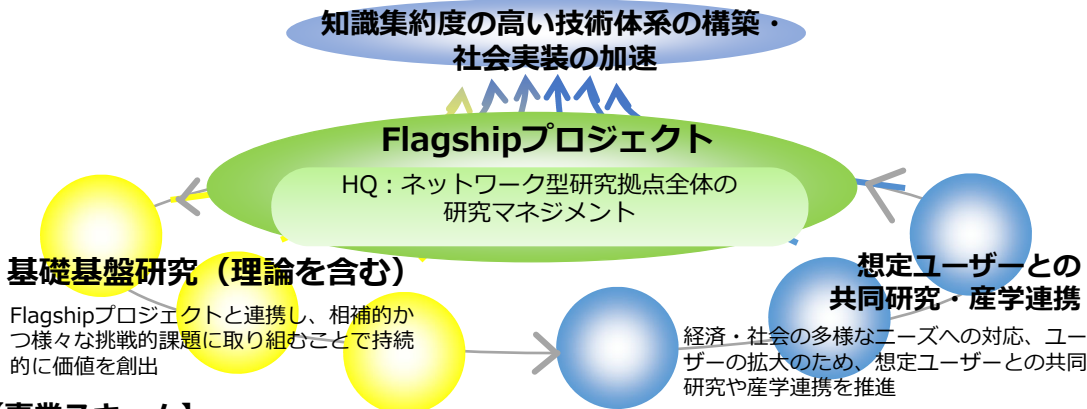 知識集約度の高い技術体系の構築・
社会実装の加速
Flagshipプロジェクト
HQ：ネットワーク型研究拠点全体の
研究マネジメント
基礎基盤研究（理論を含む）
Flagshipプロジェクトと連携し、相補的か
つ様々な挑戦的課題に取り組むことで持続
的に価値を創出
想定ユーザーとの
共同研究・産学連携
経済・社会の多様なニーズへの対応、ユー
ザーの拡大のため、想定ユーザーとの共同
研究や産学連携を推進